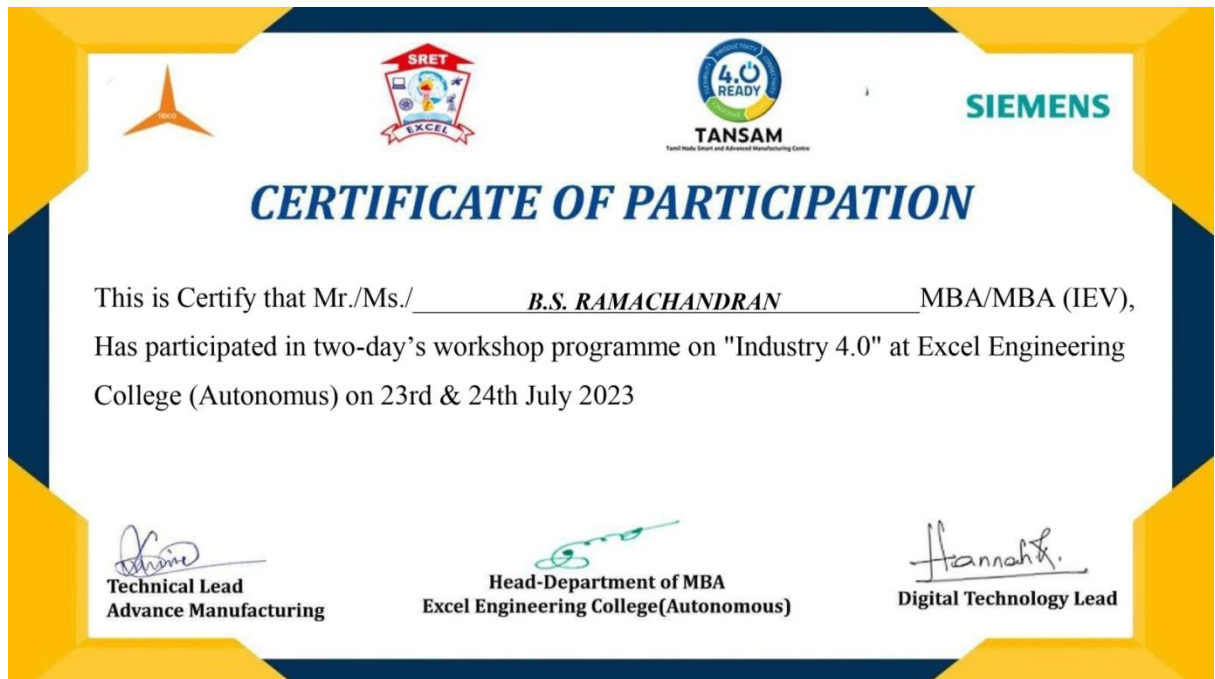 TIDCO
SRET
EXCEL
PRODUCTIVITY
4.0
READY
TANSAM
Tamil Nadu Smart and Advanced Manufacturing Centre
SIEMENS
CERTIFICATE OF PARTICIPATION
This is Certify that Mr./Ms./ B.S. RAMACHANDRAN MBA/MBA (IEV),
Has participated in two-day’s workshop programme on "Industry 4.0" at Excel Engineering
College (Autonomus) on 23rd & 24th July 2023
Hannah
Technical Lead
Advance Manufacturing
Head-Department of MBA
Excel Engineering College(Autonomous)
Digital Technology Lead